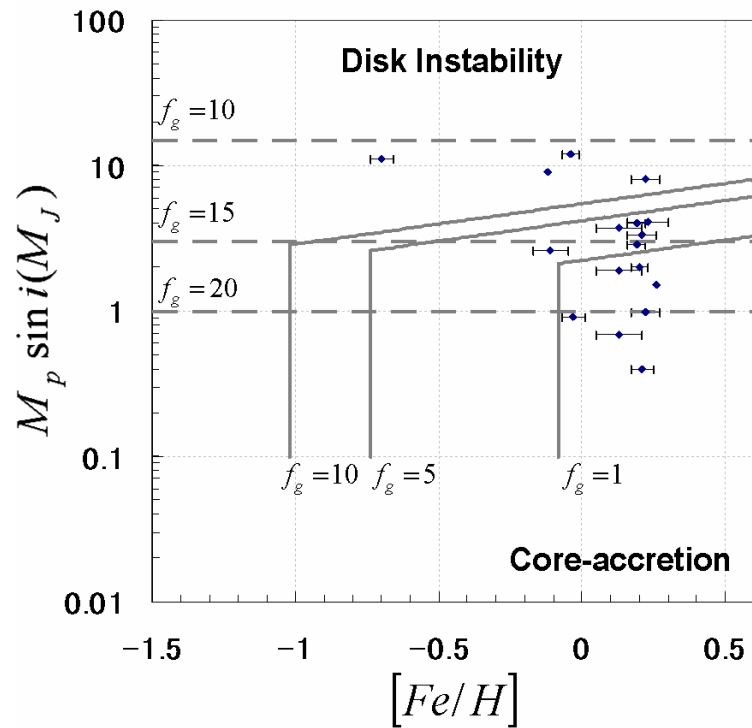 100
Disk Instability
f_g = 10
10
f_g = 15
f_g = 20
1
M_p sin i (M_J)
0.1
f_g = 10
f_g = 5
f_g = 1
Core-accretion
0.01
−1.5 −1 −0.5 0 0.5
[Fe/H]